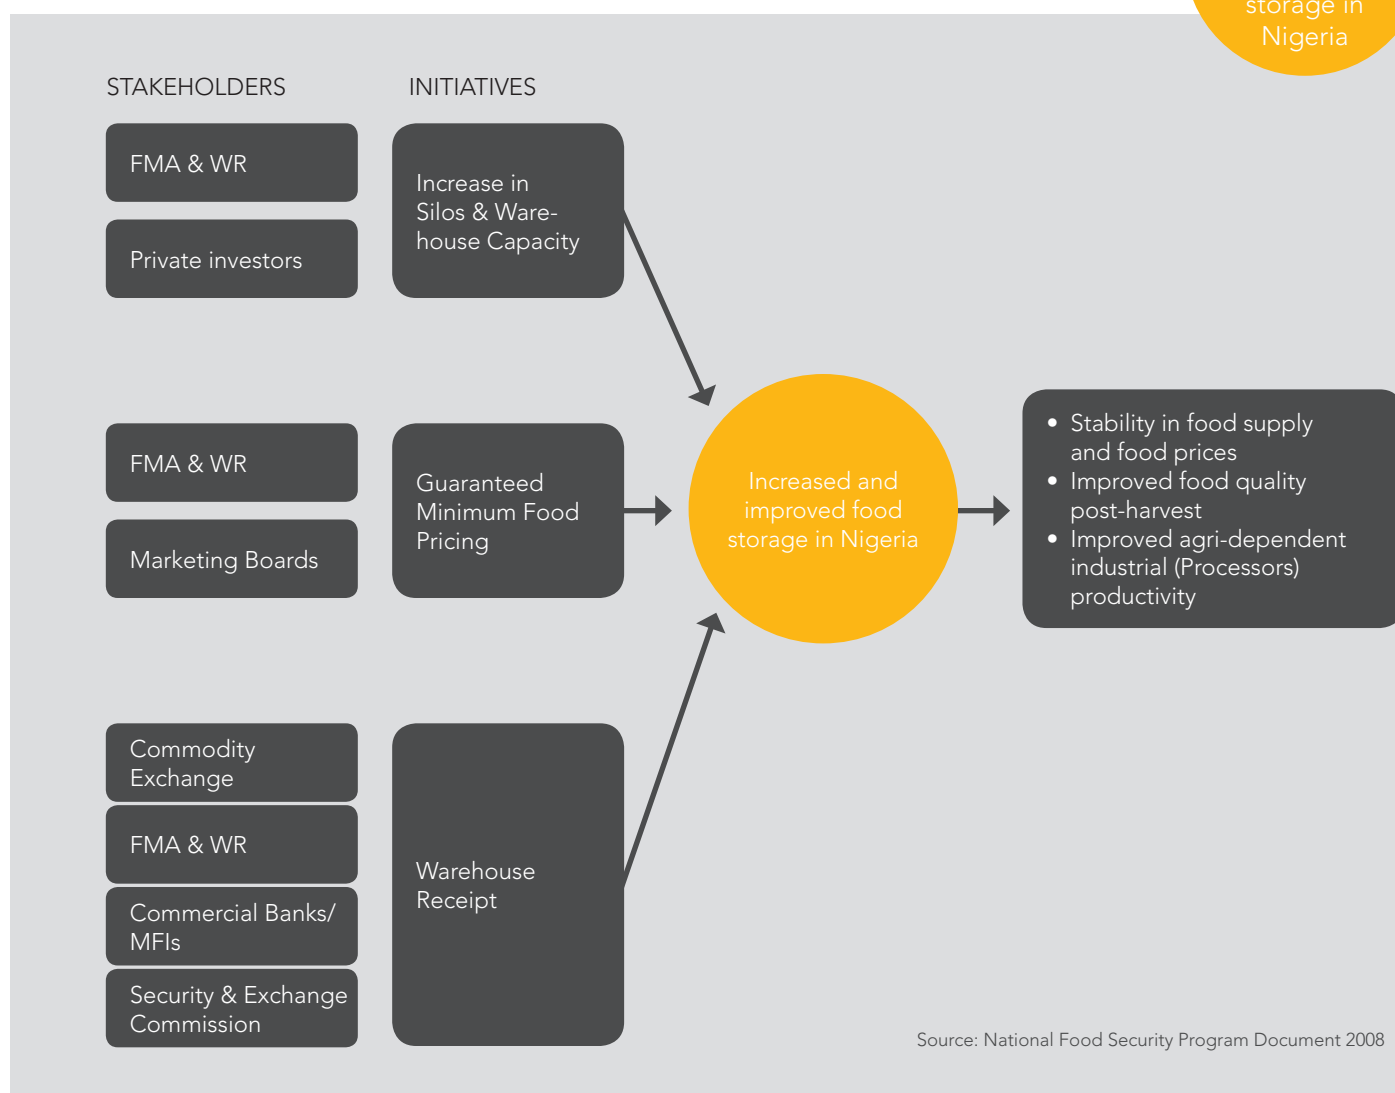 storage in
Nigeria
STAKEHOLDERS
INITIATIVES
FMA & WR
Private investors
Increase in
Silos & Ware-
house Capacity
FMA & WR
Marketing Boards
Guaranteed
Minimum Food
Pricing
Commodity
Exchange
FMA & WR
Commercial Banks/
MFIs
Security & Exchange
Commission
Warehouse
Receipt
Increased and
improved food
storage in Nigeria
• Stability in food supply
and food prices
• Improved food quality
post-harvest
• Improved agri-dependent
industrial (Processors)
productivity
Source: National Food Security Program Document 2008